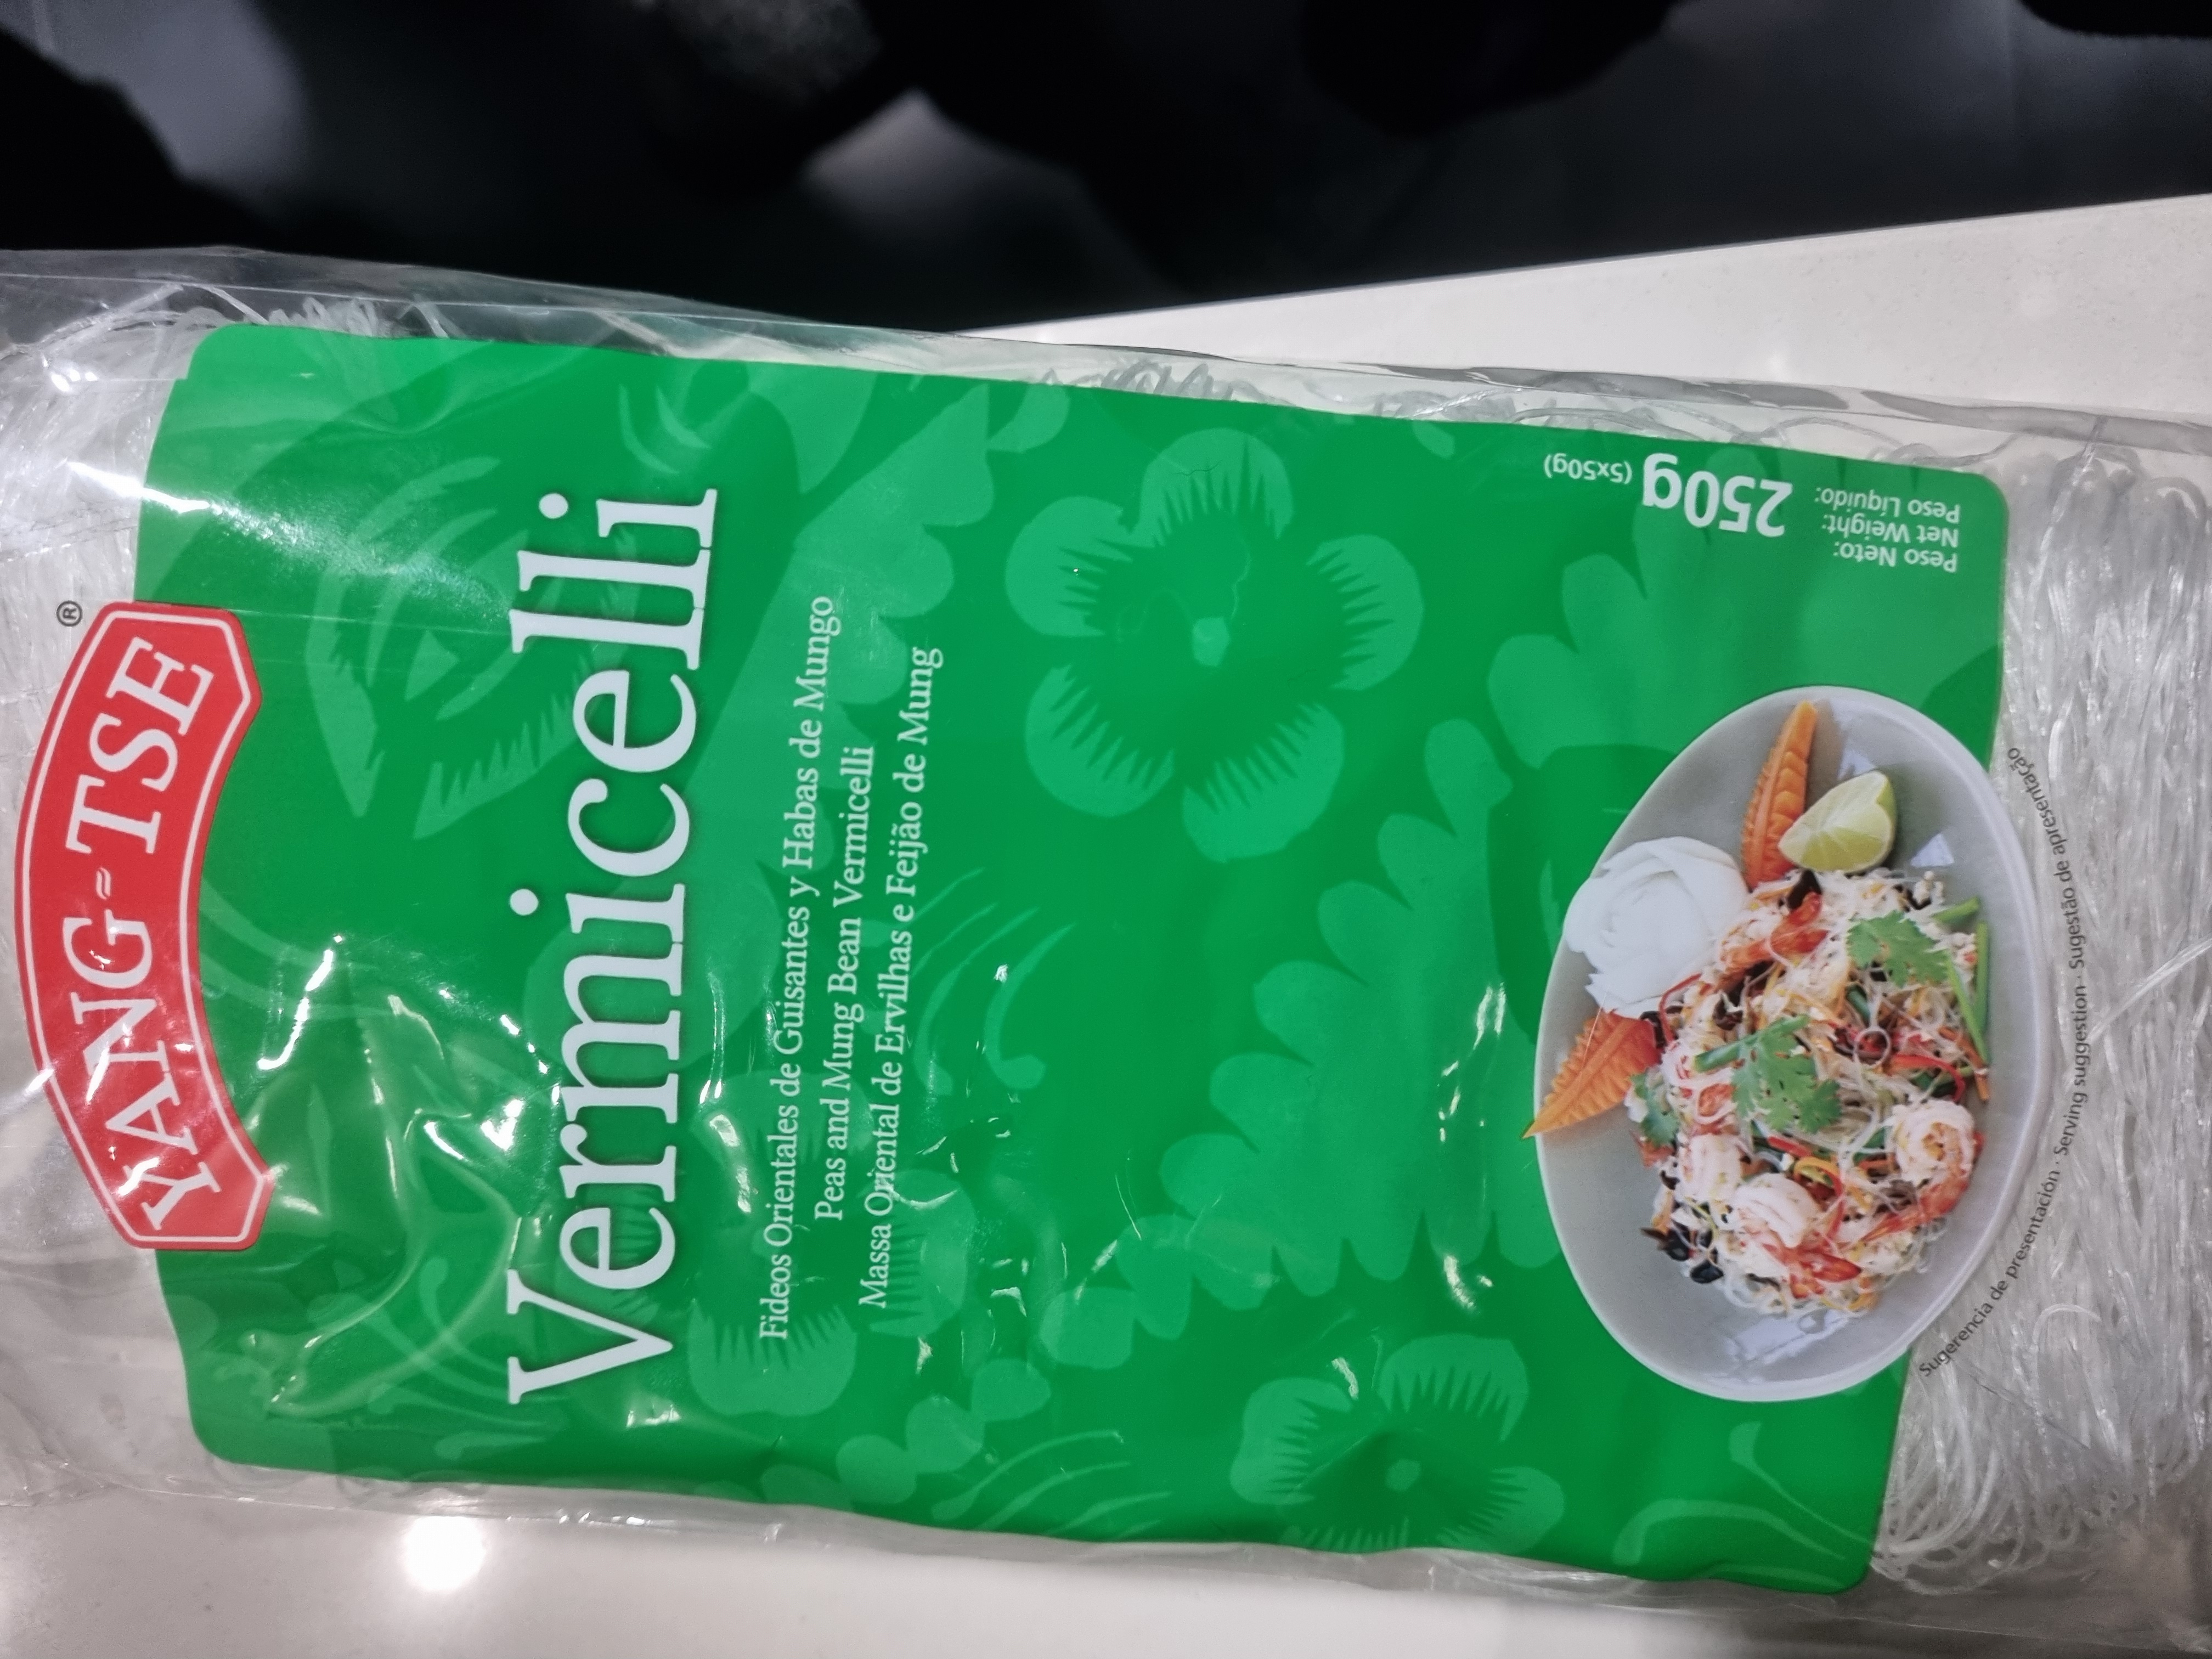 YANG-TSE
®
Vermicelli
Fideos Orientales de Guisantes y Habas de Mungo
Peas and Mung Bean Vermicelli
Massa Oriental de Ervilhas e Feijão de Mung
Peso Neto:
Net Weight:
Peso Líquido:
250g (5x50g)
Sugerencia de presentación · Serving suggestion · Sugestão de apresentação